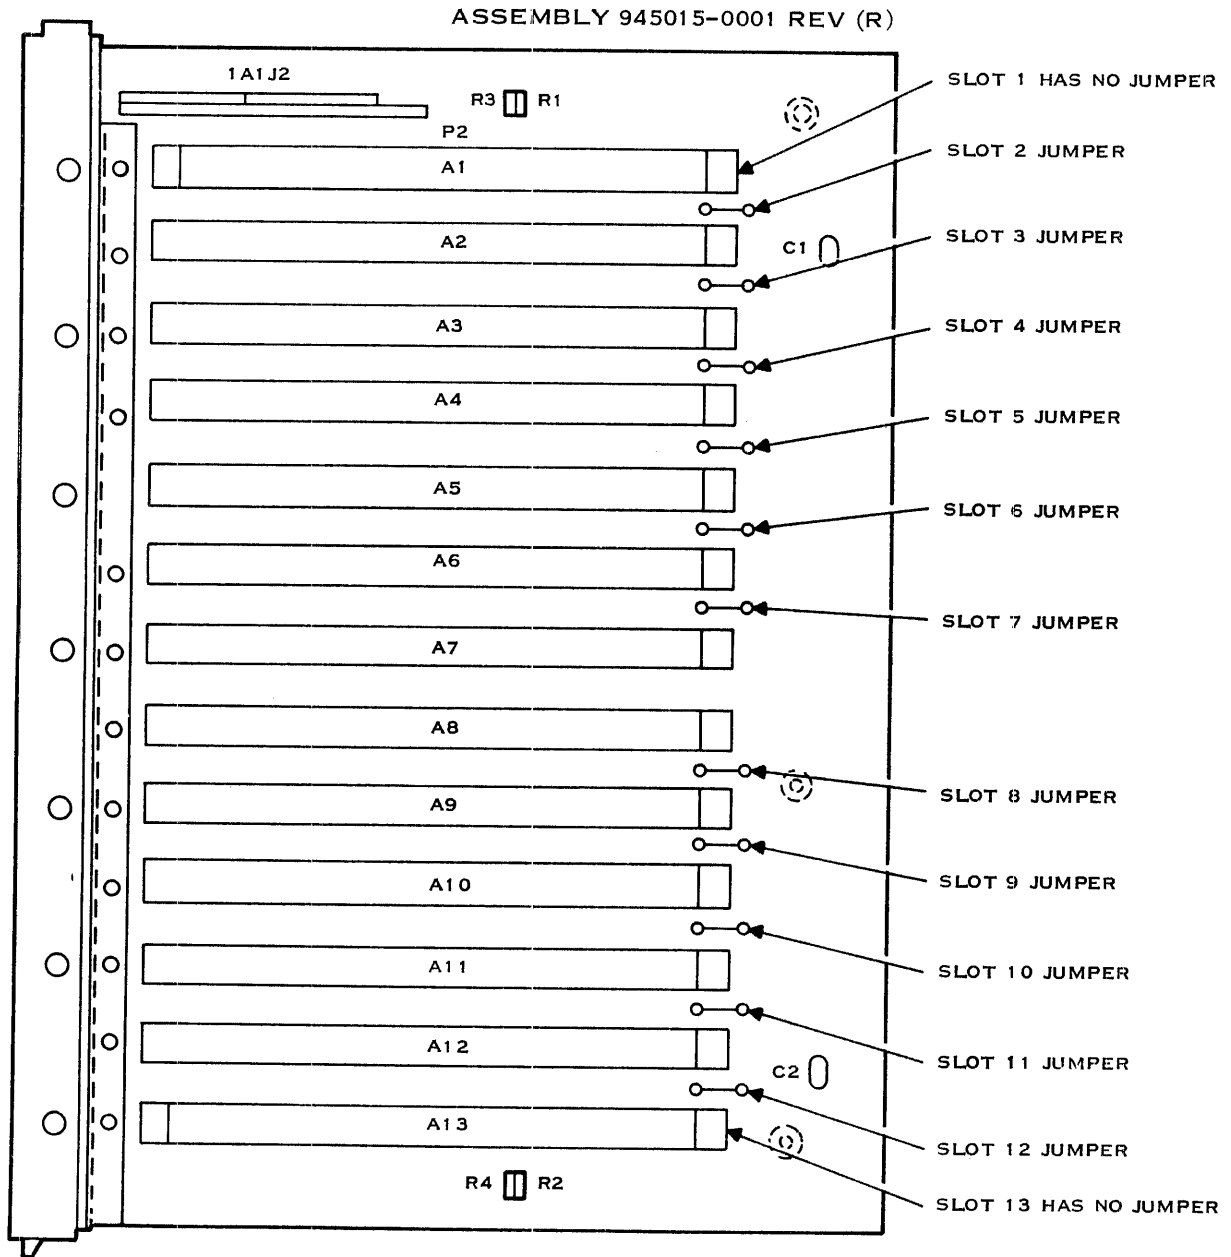 ASSEMBLY 945015-0001 REV (R)
1A1J2
R3 R1
SLOT 1 HAS NO JUMPER
P2
A1
SLOT 2 JUMPER
A2
C1
SLOT 3 JUMPER
A3
SLOT 4 JUMPER
A4
SLOT 5 JUMPER
A5
SLOT 6 JUMPER
A6
SLOT 7 JUMPER
A7
A8
SLOT 8 JUMPER
A9
SLOT 9 JUMPER
A10
SLOT 10 JUMPER
A11
SLOT 11 JUMPER
A12
C2
SLOT 12 JUMPER
A13
SLOT 13 HAS NO JUMPER
R4 R2